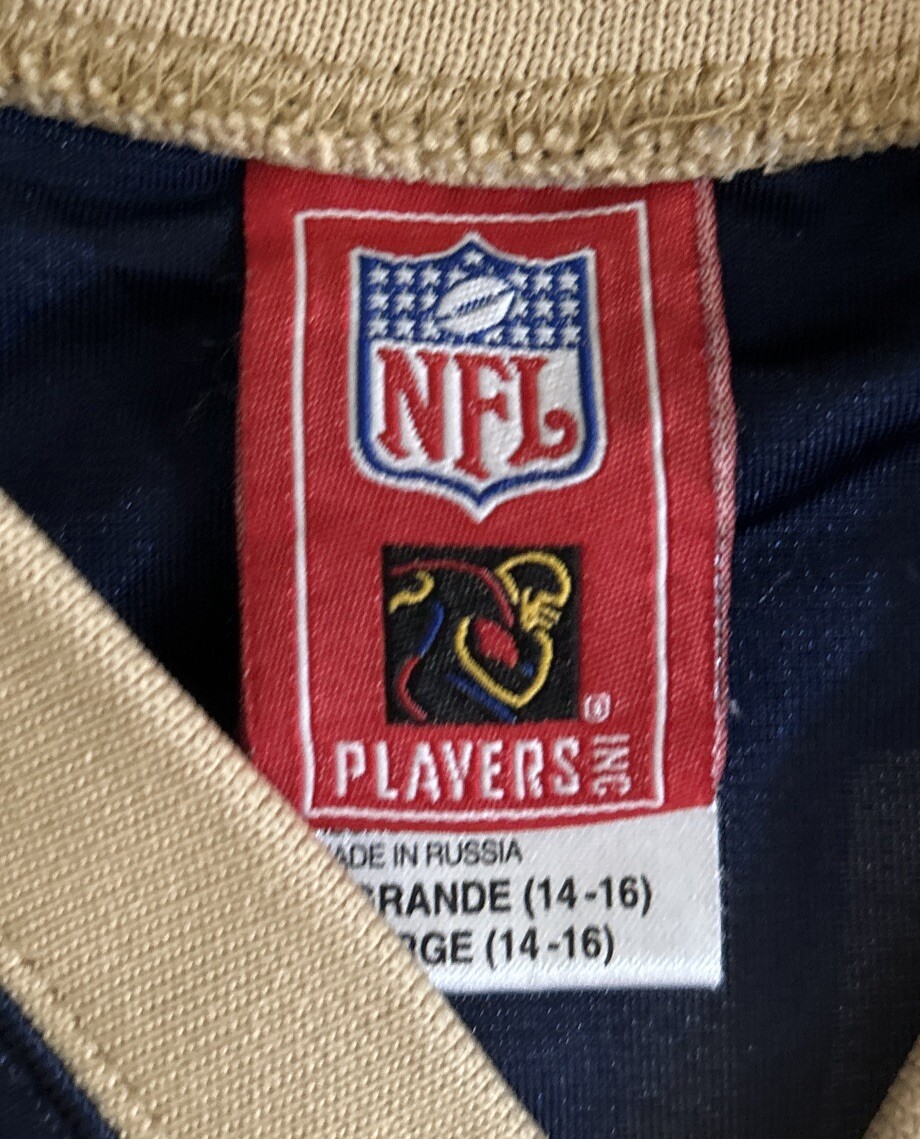 NFL
PLAYERS INC
ADE IN RUSSIA
GRANDE (14-16)
RGE (14-16)